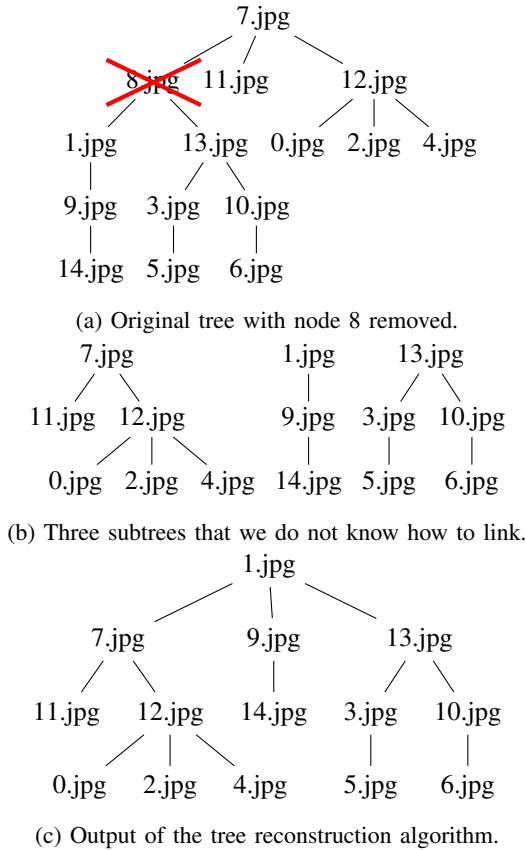 7.jpg
8.jpg 11.jpg 12.jpg
1.jpg 13.jpg 0.jpg 2.jpg 4.jpg
9.jpg 3.jpg 10.jpg
14.jpg 5.jpg 6.jpg
(a) Original tree with node 8 removed.
7.jpg 1.jpg 13.jpg
11.jpg 12.jpg 9.jpg 3.jpg 10.jpg
0.jpg 2.jpg 4.jpg 14.jpg 5.jpg 6.jpg
(b) Three subtrees that we do not know how to link.
1.jpg
7.jpg 9.jpg 13.jpg
11.jpg 12.jpg 14.jpg 3.jpg 10.jpg
0.jpg 2.jpg 4.jpg 5.jpg 6.jpg
(c) Output of the tree reconstruction algorithm.